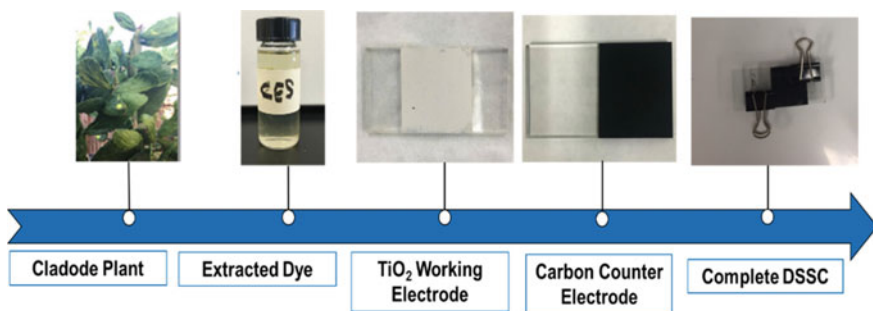 CES
Cladode Plant
Extracted Dye
TiO₂ Working
Electrode
Carbon Counter
Electrode
Complete DSSC